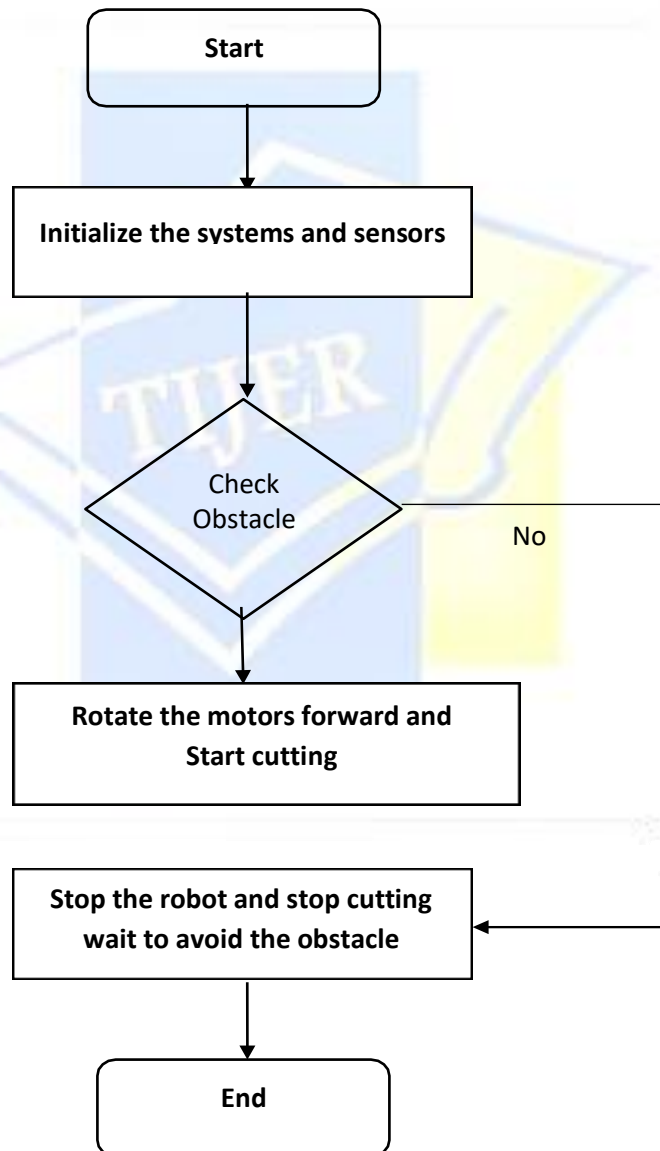 Start
Initialize the systems and sensors
TIJER
Check
Obstacle
No
Rotate the motors forward and
Start cutting
Stop the robot and stop cutting
wait to avoid the obstacle
End